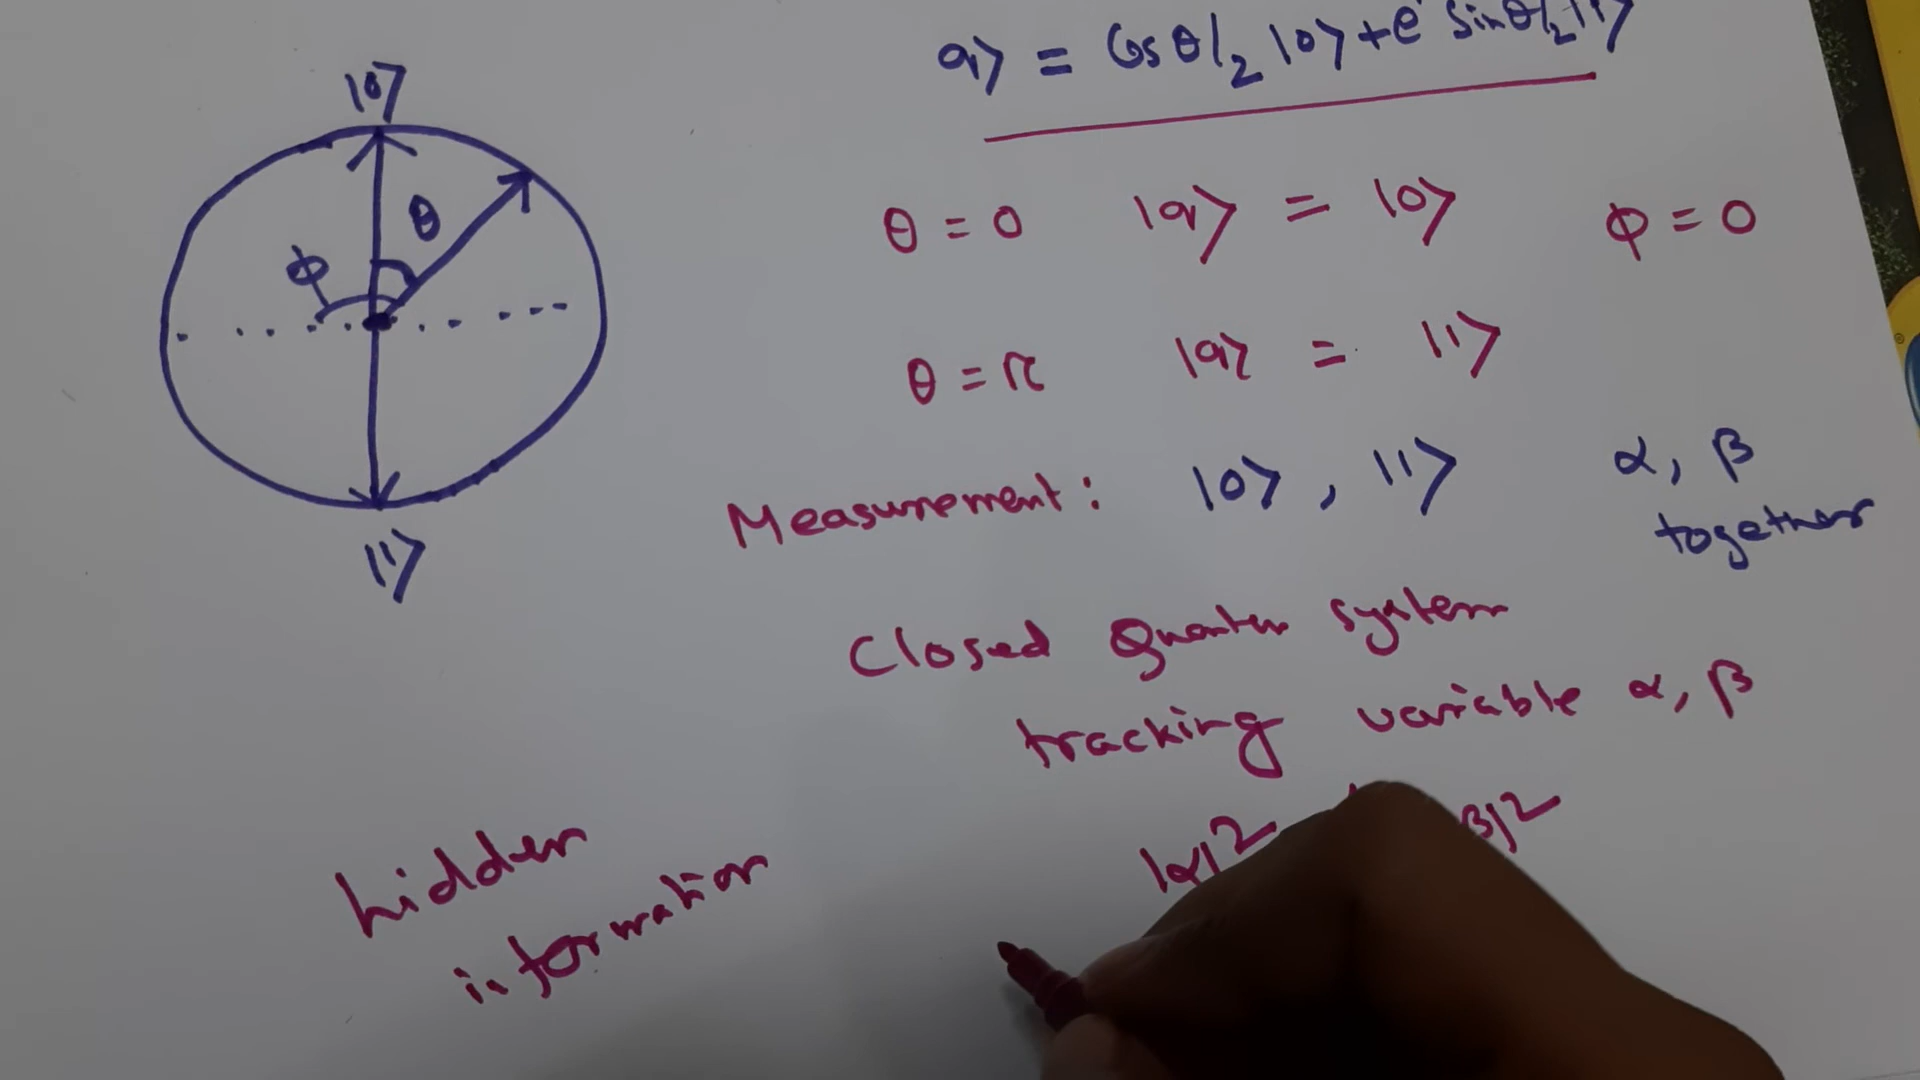 |q> = Cos θ/2 |0> + e sin θ/2 |1>
|0>
θ
φ
|1>
θ = 0 |q> = |0> φ = 0
θ = π |q> = |1>
Measurement: |0>, |1> α, β
together
Closed Quantum system
tracking variable α, β
|α|2 β|2
hidden
information